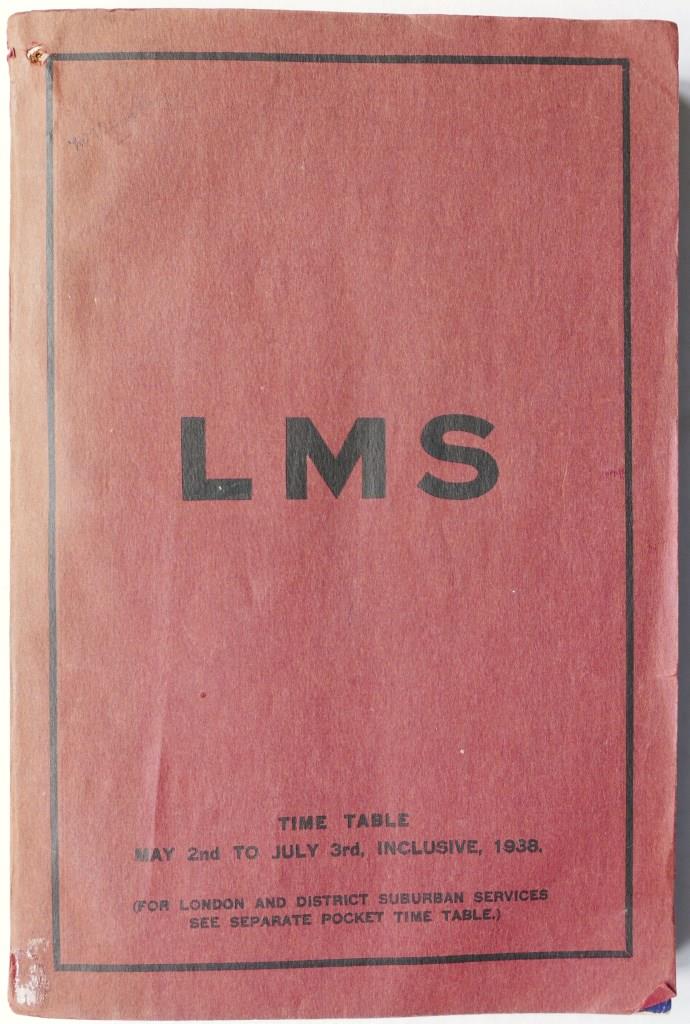 LMS
TIME TABLE
MAY 2nd TO JULY 3rd, INCLUSIVE, 1938.
(FOR LONDON AND DISTRICT SUBURBAN SERVICES
SEE SEPARATE POCKET TIME TABLE.)